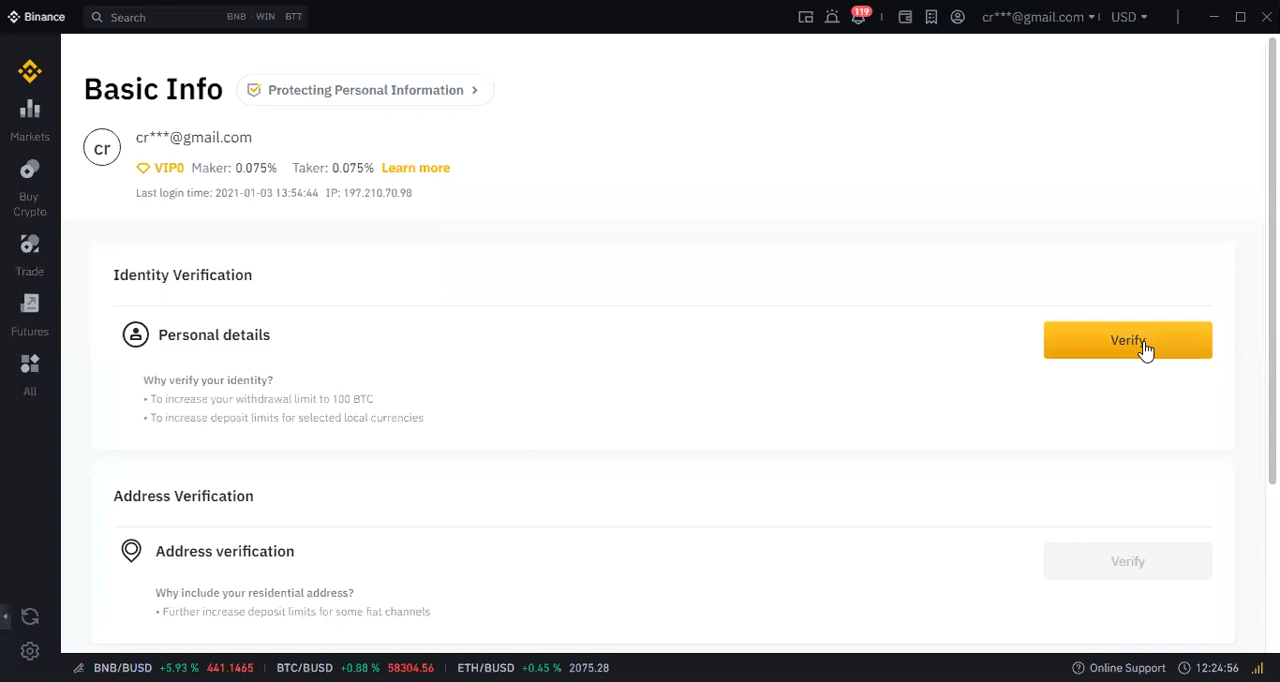 Binance
Search BNB · WIN BTT
119
cr***@gmail.com
USD
Markets
Buy
Crypto
Trade
Futures
All
Basic Info
Protecting Personal Information
cr
cr***@gmail.com
VIP0 Maker: 0.075% Taker: 0.075% Learn more
Last login time: 2021-01-03 13:54:44 IP: 197.210.70.98
Identity Verification
Personal details
Verify
Why verify your identity?
• To increase your withdrawal limit to 100 BTC
• To increase deposit limits for selected local currencies
Address Verification
Address verification
Verify
Why include your residential address?
• Further increase deposit limits for some fiat channels
BNB/BUSD +5.93 % 441.1465 BTC/BUSD +0.88 % 58304.56 ETH/BUSD +0.45 % 2075.28 Online Support 12:24:56